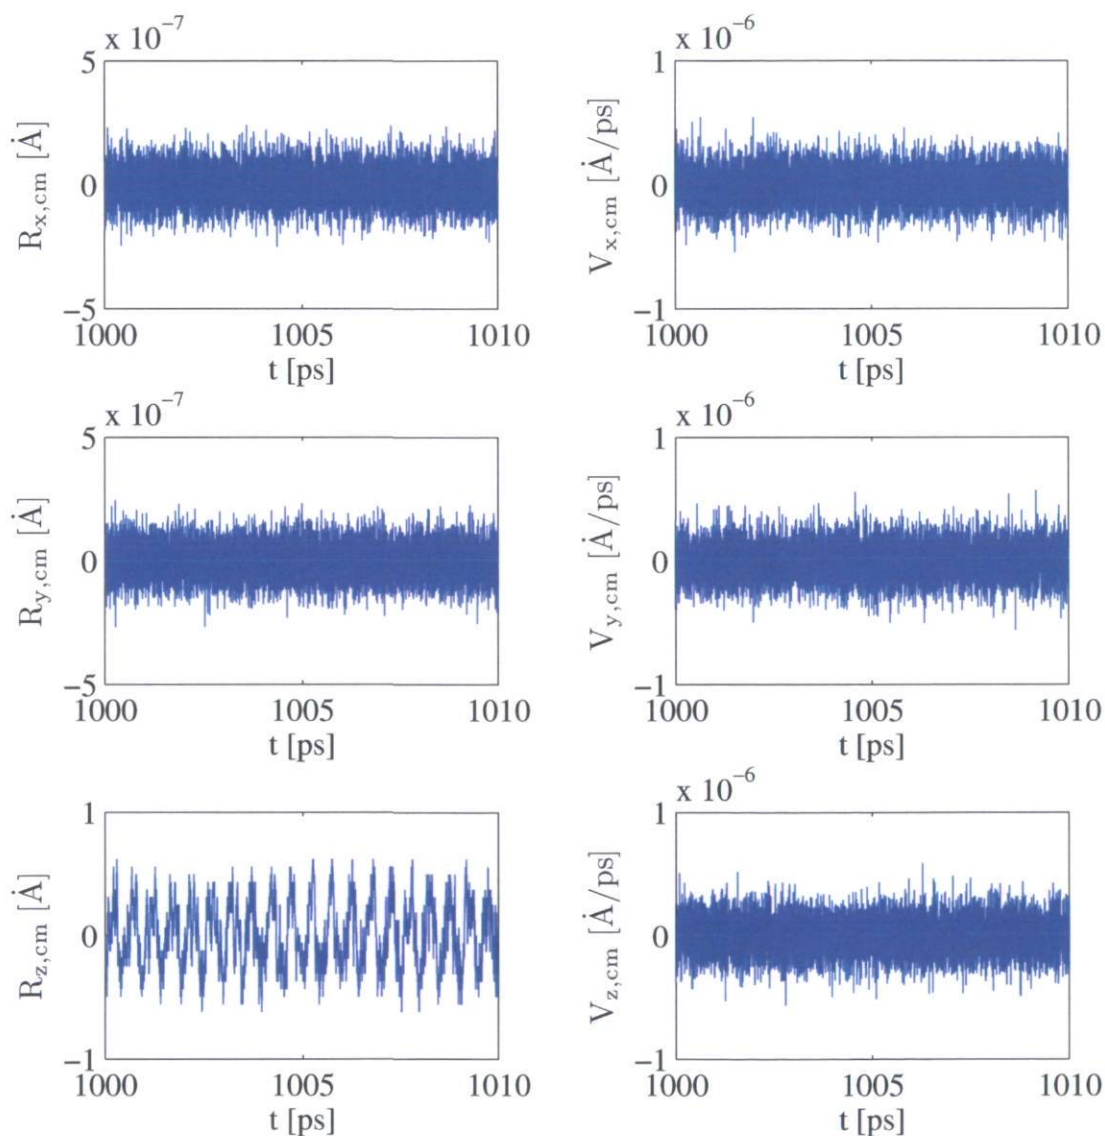 x 10⁻⁷
5
0
−5
R_x,cm [Å]
1000 1005 1010
t [ps]
x 10⁻⁶
1
0
−1
V_x,cm [Å/ps]
1000 1005 1010
t [ps]
x 10⁻⁷
5
0
−5
R_y,cm [Å]
1000 1005 1010
t [ps]
x 10⁻⁶
1
0
−1
V_y,cm [Å/ps]
1000 1005 1010
t [ps]
1
0
−1
R_z,cm [Å]
1000 1005 1010
t [ps]
x 10⁻⁶
1
0
−1
V_z,cm [Å/ps]
1000 1005 1010
t [ps]